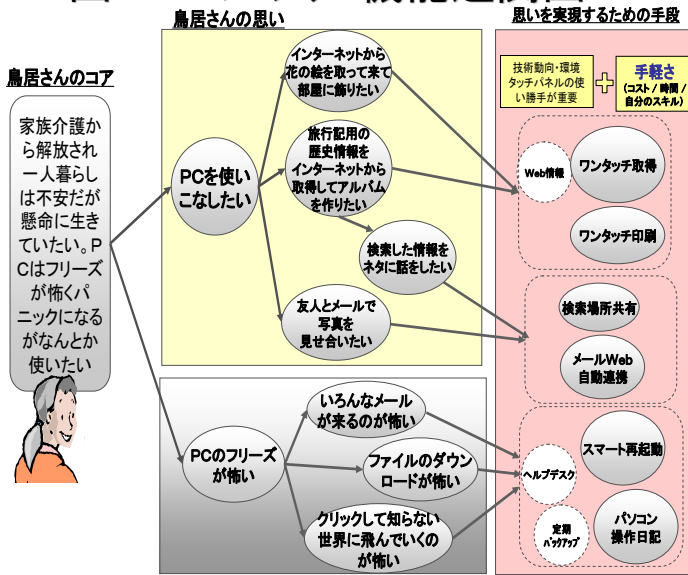 鳥居さんの思い
思いを実現するための手段
鳥居さんのコア
家族介護か
ら解放され
一人暮らし
は不安だが
懸命に生き
ていたい。P
Cはフリーズ
が怖くパ
ニックになる
がなんとか
使いたい
PCを使い
こなしたい
インターネットから
花の絵を取って来て
部屋に飾りたい
旅行記用の
歴史情報を
インターネットから
取得してアルバム
を作りたい
検索した情報を
ネタに話をしたい
友人とメールで
写真を
見せ合いたい
PCのフリーズ
が怖い
いろんなメール
が来るのが怖い
ファイルのダウン
ロードが怖い
クリックして知らない
世界に飛んでいくの
が怖い
技術動向・環境
タッチパネルの使
い勝手が重要
手軽さ
(コスト / 時間 /
自分のスキル)
Web情報
ワンタッチ取得
ワンタッチ印刷
検索場所共有
メールWeb
自動連携
ヘルプデスク
スマート再起動
定期
バックアップ
パソコン
操作日記